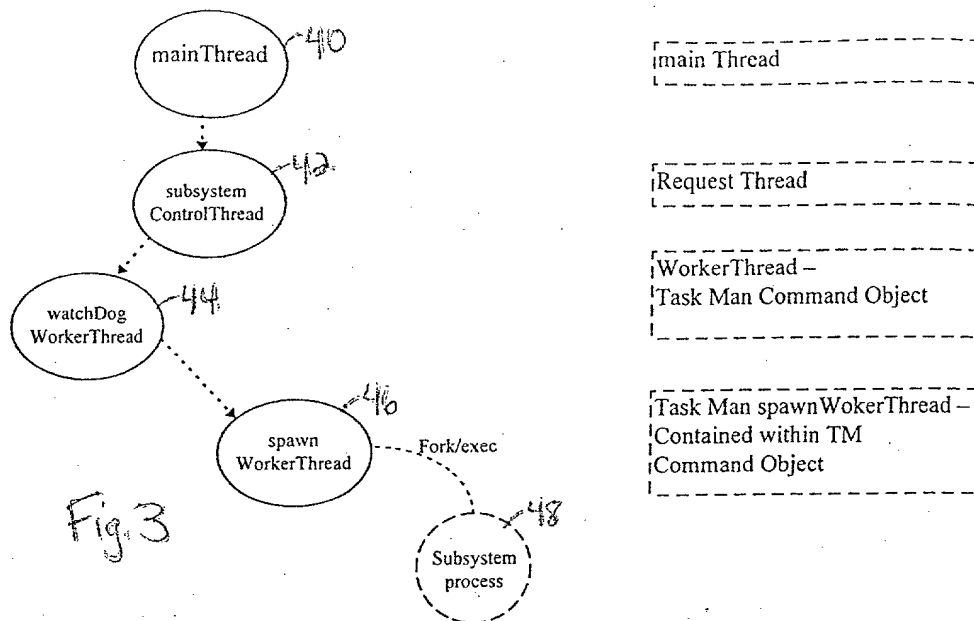 mainThread
40
main Thread
subsystem
ControlThread
42
Request Thread
watchDog
WorkerThread
44
WorkerThread –
Task Man Command Object
spawn
WorkerThread
46
Fork/exec
Task Man spawnWokerThread –
Contained within TM
Command Object
Subsystem
process
48
Fig. 3